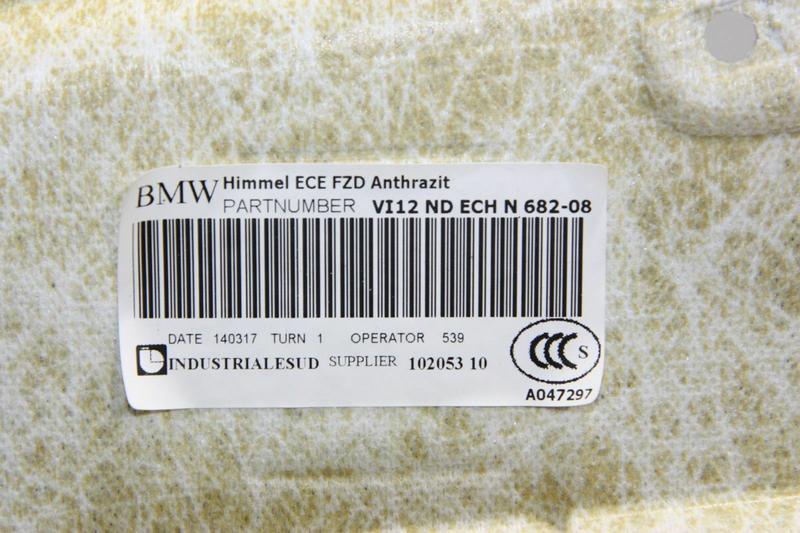 BMW Himmel ECE FZD Anthrazit
PARTNUMBER VI12 ND ECH N 682-08
DATE 140317 TURN 1 OPERATOR 539
INDUSTRIALESUD SUPPLIER 102053 10
CCC S
A047297